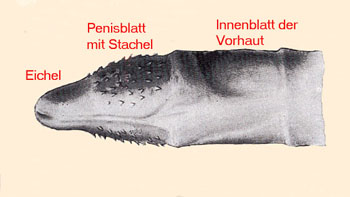 Penisblatt
mit Stachel
Innenblatt der
Vorhaut
Eichel